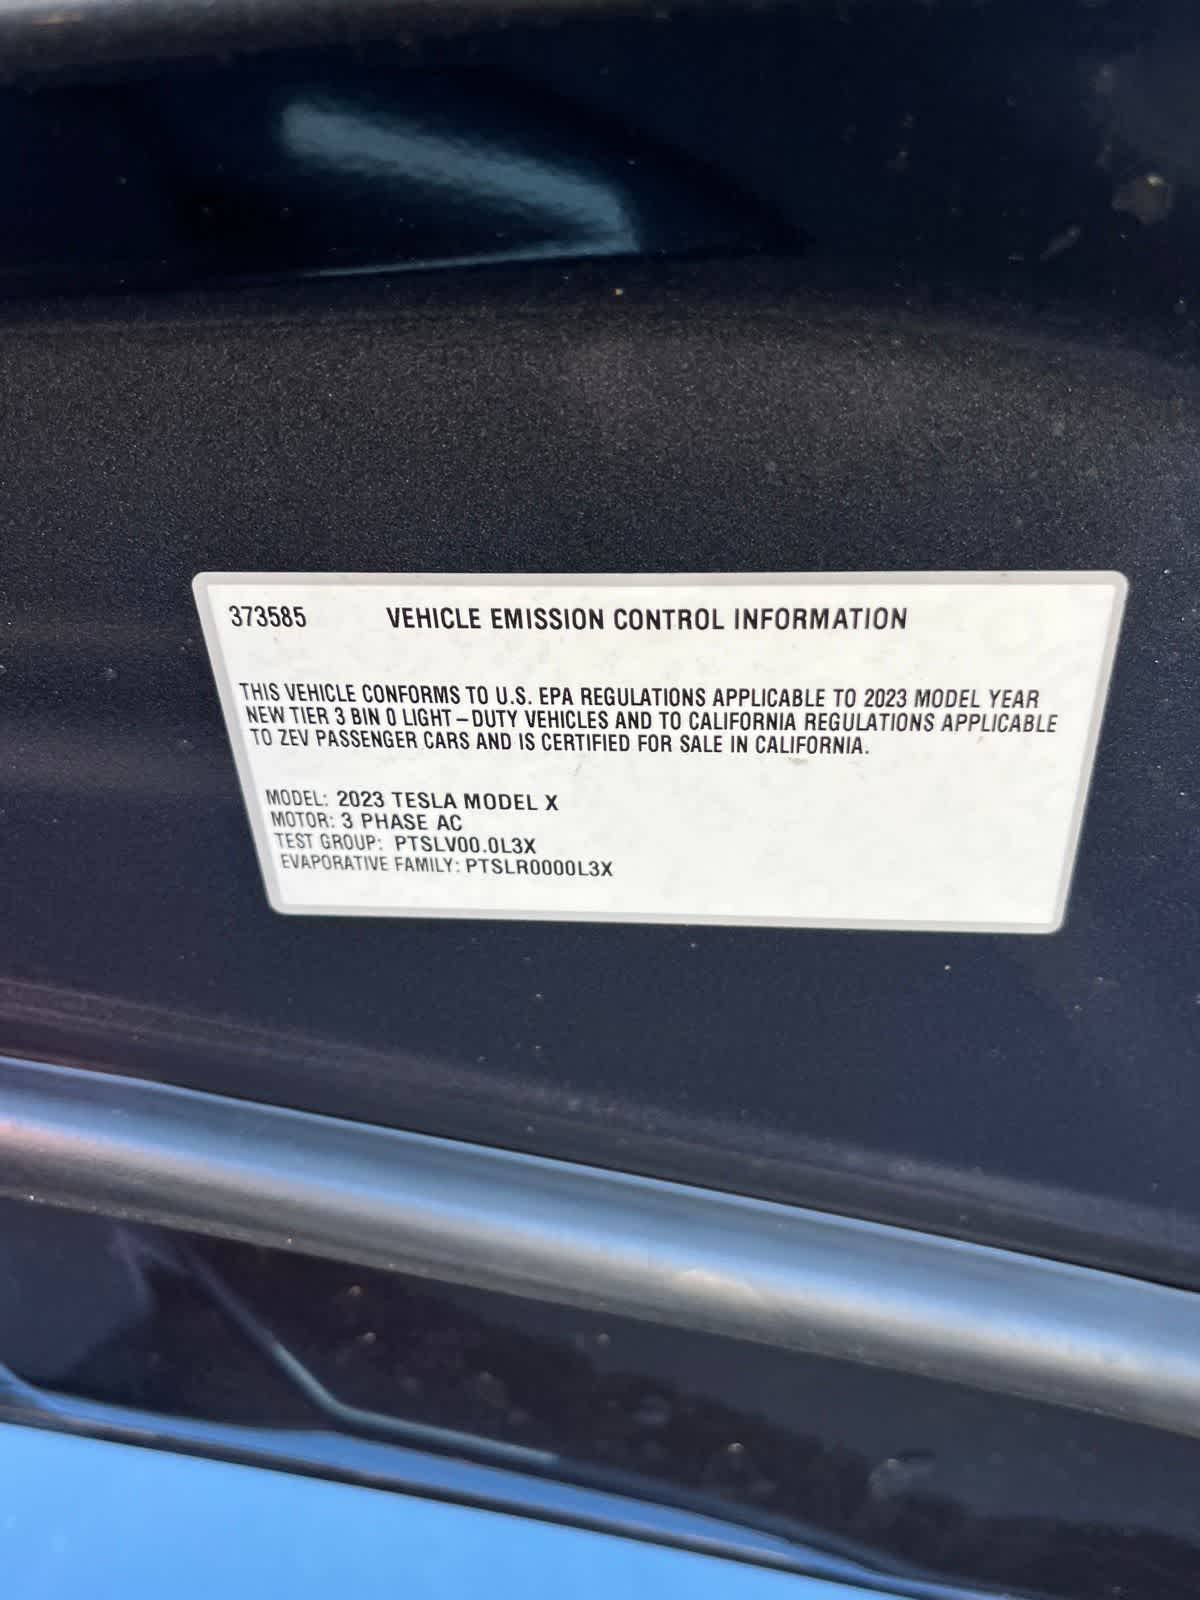 373585 VEHICLE EMISSION CONTROL INFORMATION
THIS VEHICLE CONFORMS TO U.S. EPA REGULATIONS APPLICABLE TO 2023 MODEL YEAR
NEW TIER 3 BIN 0 LIGHT-DUTY VEHICLES AND TO CALIFORNIA REGULATIONS APPLICABLE
TO ZEV PASSENGER CARS AND IS CERTIFIED FOR SALE IN CALIFORNIA.
MODEL: 2023 TESLA MODEL X
MOTOR: 3 PHASE AC
TEST GROUP: PTSLV00.0L3X
EVAPORATIVE FAMILY: PTSLR0000L3X